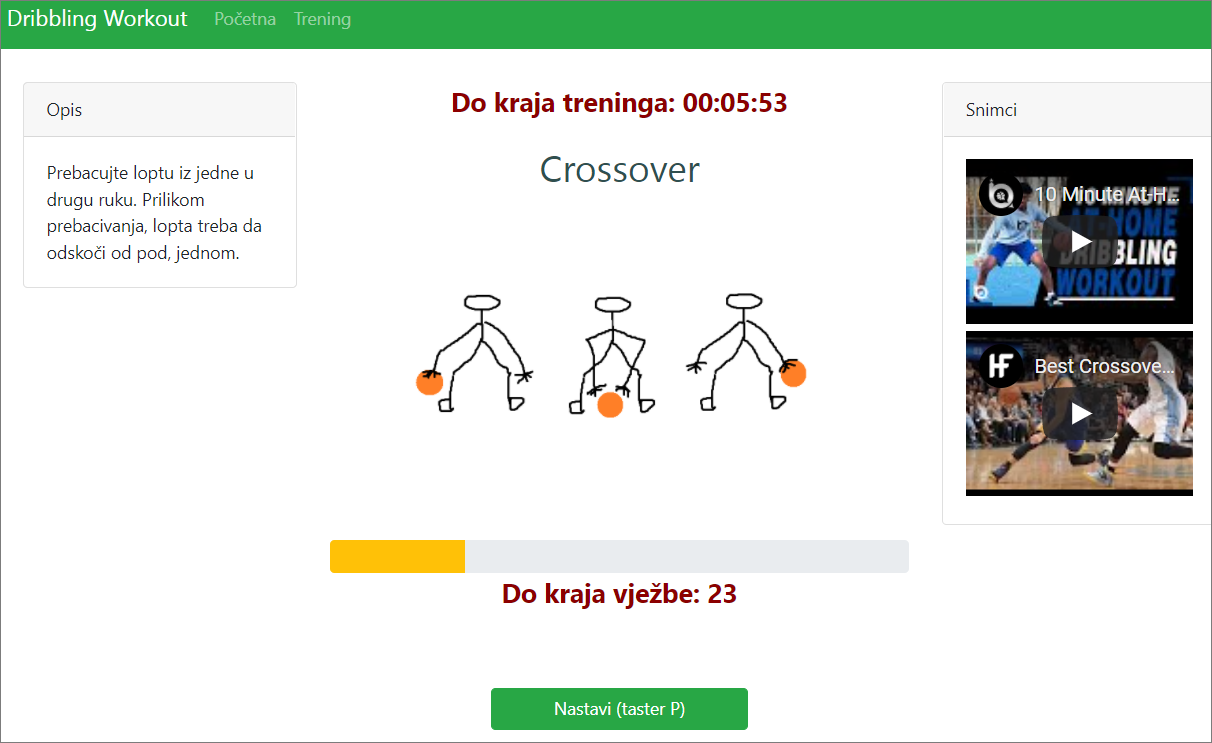 Dribbling Workout Početna Trening
Opis
Prebacujte loptu iz jedne u
drugu ruku. Prilikom
prebacivanja, lopta treba da
odskoči od pod, jednom.
Do kraja treninga: 00:05:53
Crossover
Do kraja vježbe: 23
Nastavi (taster P)
Snimci
10 Minute At-H...
10 MINUTE
AT-HOME
DRIBBLING
WORKOUT
HF
Best Crossove...